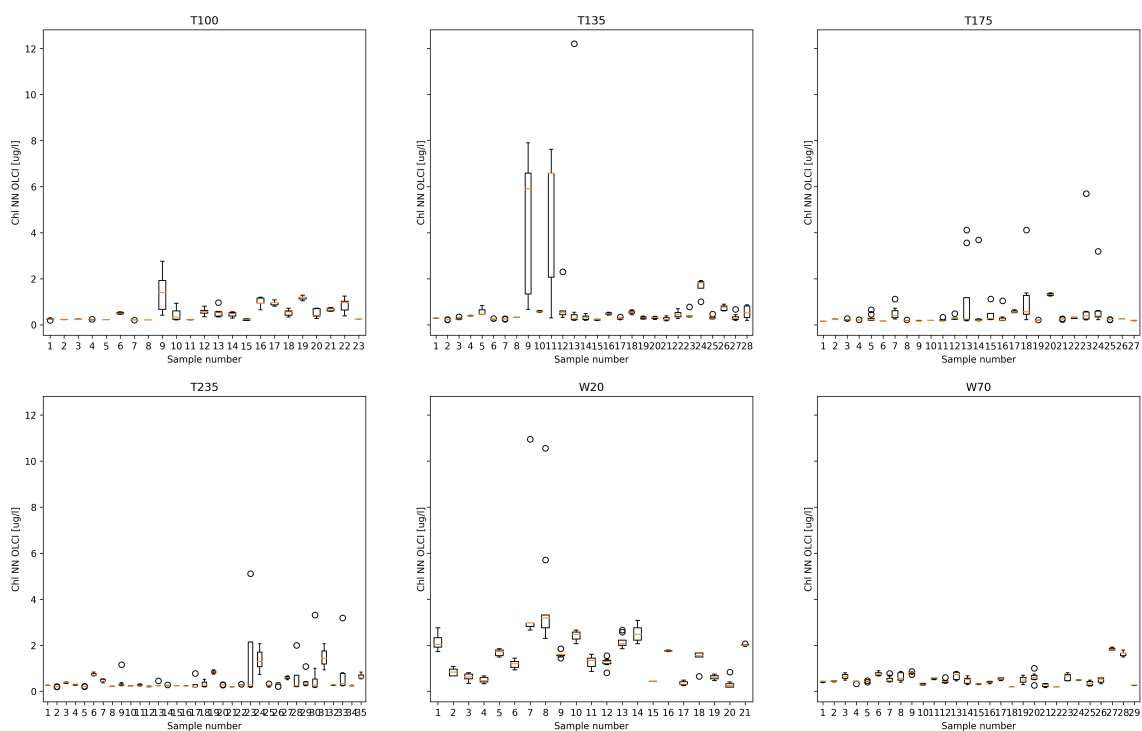 T100
Chl NN OLCI [ug/l]
12
10
8
6
4
2
0
1 2 3 4 5 6 7 8 9 10 11 12 13 14 15 16 17 18 19 20 21 22 23
Sample number
T135
Chl NN OLCI [ug/l]
1 2 3 4 5 6 7 8 9 10 11 12 13 14 15 16 17 18 19 20 21 22 23 24 25 26 27 28
Sample number
T175
Chl NN OLCI [ug/l]
1 2 3 4 5 6 7 8 9 10 11 12 13 14 15 16 17 18 19 20 21 22 23 24 25 26 27
Sample number
T235
Chl NN OLCI [ug/l]
12
10
8
6
4
2
0
1 2 3 4 5 6 7 8 9 10 11 12 13 14 15 16 17 18 19 20 21 22 23 24 25 26 27 28 29 30 31 32 33 34 35
Sample number
W20
Chl NN OLCI [ug/l]
1 2 3 4 5 6 7 8 9 10 11 12 13 14 15 16 17 18 19 20 21
Sample number
W70
Chl NN OLCI [ug/l]
1 2 3 4 5 6 7 8 9 10 11 12 13 14 15 16 17 18 19 20 21 22 23 24 25 26 27 28 29
Sample number